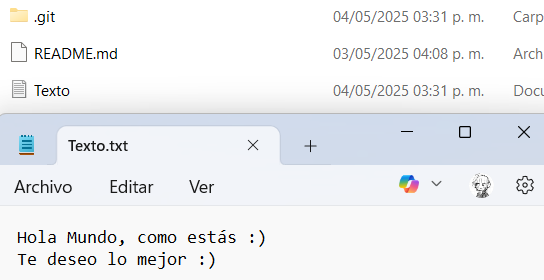 .git 04/05/2025 03:31 p. m. Carp
README.md 03/05/2025 04:08 p. m. Arch
Texto 04/05/2025 03:31 p. m. Docu
Texto.txt
Archivo Editar Ver
Hola Mundo, como estás :)
Te deseo lo mejor :)